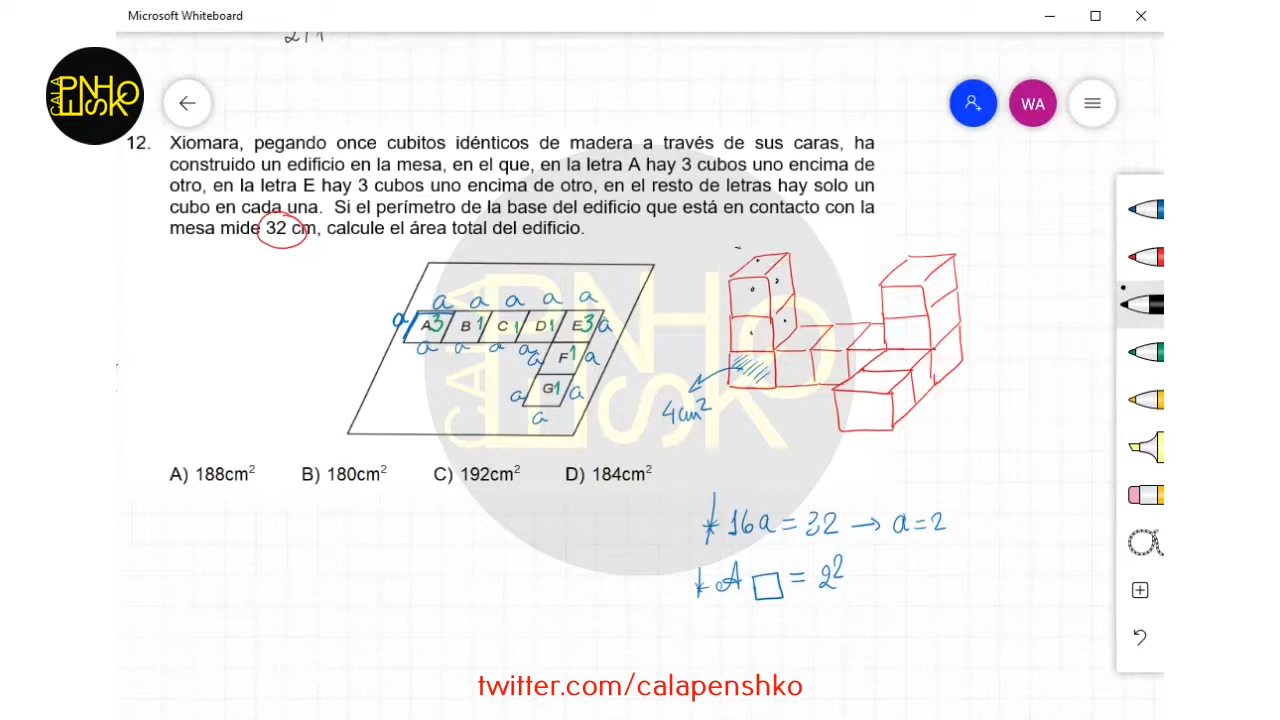 Microsoft Whiteboard
CALA
PENHOSK
WA
12. Xiomara, pegando once cubitos idénticos de madera a través de sus caras, ha
construido un edificio en la mesa, en el que, en la letra A hay 3 cubos uno encima de
otro, en la letra E hay 3 cubos uno encima de otro, en el resto de letras hay solo un
cubo en cada una. Si el perímetro de la base del edificio que está en contacto con la
mesa mide 32 cm, calcule el área total del edificio.
a a a a a
a A3 B1 C1 D1 E3 a
a a a a a F1 a
a G1 a
a
4cm²
A) 188cm² B) 180cm² C) 192cm² D) 184cm²
16a = 32 → a = 2
A □ = 2²
twitter.com/calapenshko